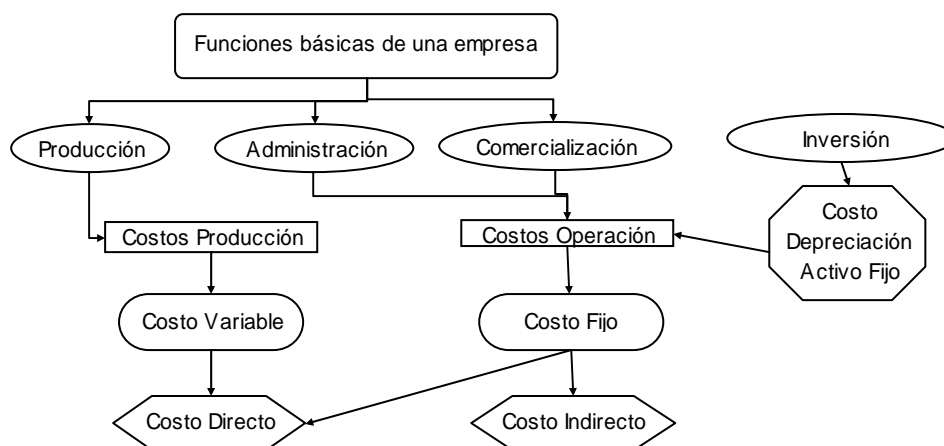 Funciones básicas de una empresa
Producción
Administración
Comercialización
Inversión
Costos Producción
Costos Operación
Costo
Depreciación
Activo Fijo
Costo Variable
Costo Fijo
Costo Directo
Costo Indirecto